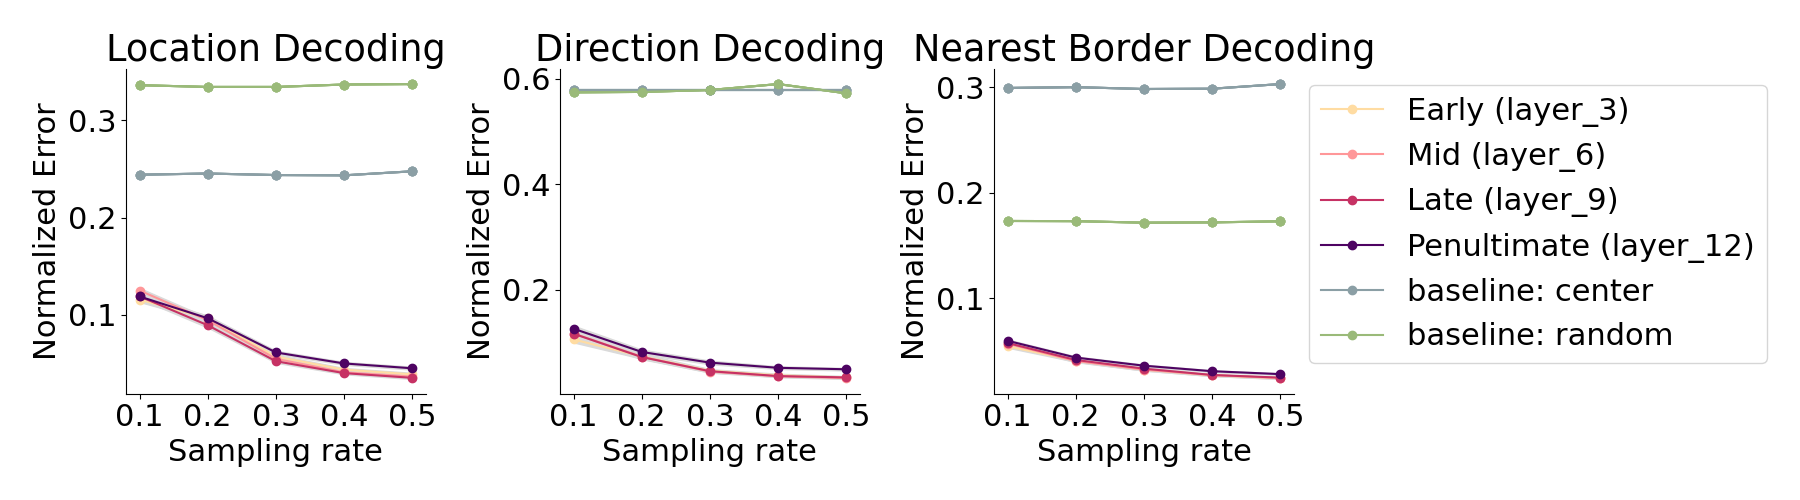 Location Decoding
Direction Decoding
Nearest Border Decoding
Normalized Error
0.3
0.2
0.1
0.1 0.2 0.3 0.4 0.5
Sampling rate
Normalized Error
0.6
0.4
0.2
0.1 0.2 0.3 0.4 0.5
Sampling rate
Normalized Error
0.3
0.2
0.1
0.1 0.2 0.3 0.4 0.5
Sampling rate
Early (layer_3)
Mid (layer_6)
Late (layer_9)
Penultimate (layer_12)
baseline: center
baseline: random